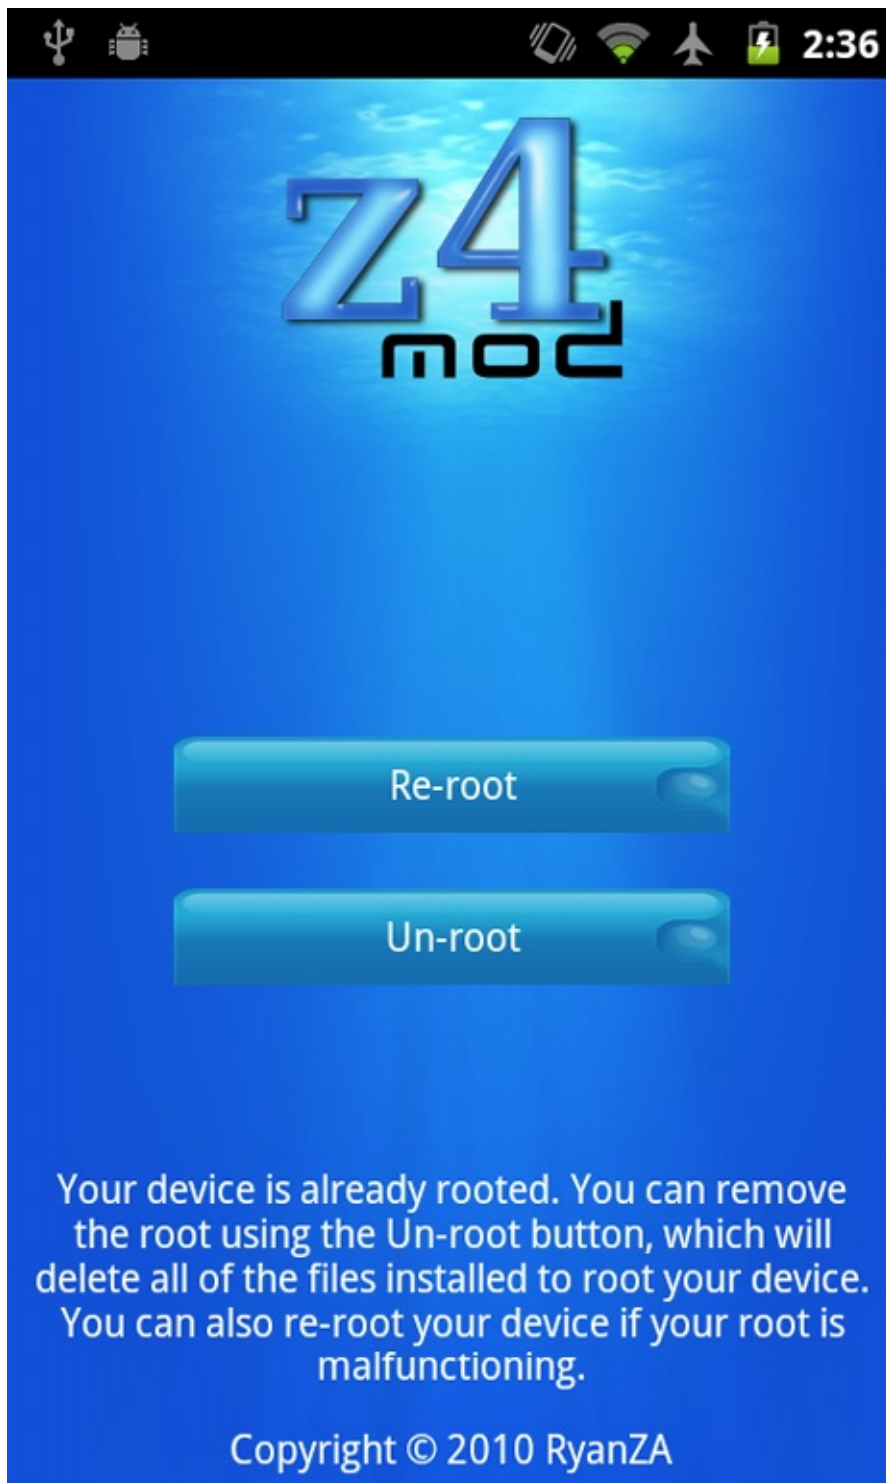 2:36
z4
mod
Re-root
Un-root
Your device is already rooted. You can remove
the root using the Un-root button, which will
delete all of the files installed to root your device.
You can also re-root your device if your root is
malfunctioning.
Copyright © 2010 RyanZA